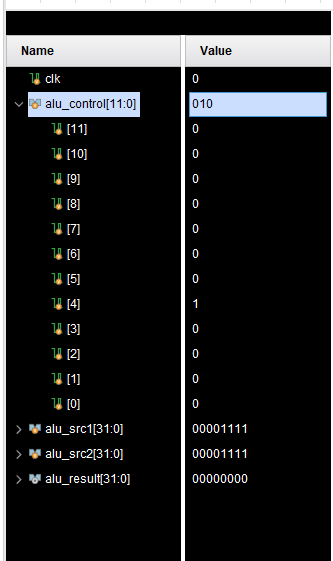 Name Value
clk 0
alu_control[11:0] 010
[11] 0
[10] 0
[9] 0
[8] 0
[7] 0
[6] 0
[5] 0
[4] 1
[3] 0
[2] 0
[1] 0
[0] 0
alu_src1[31:0] 00001111
alu_src2[31:0] 00001111
alu_result[31:0] 00000000